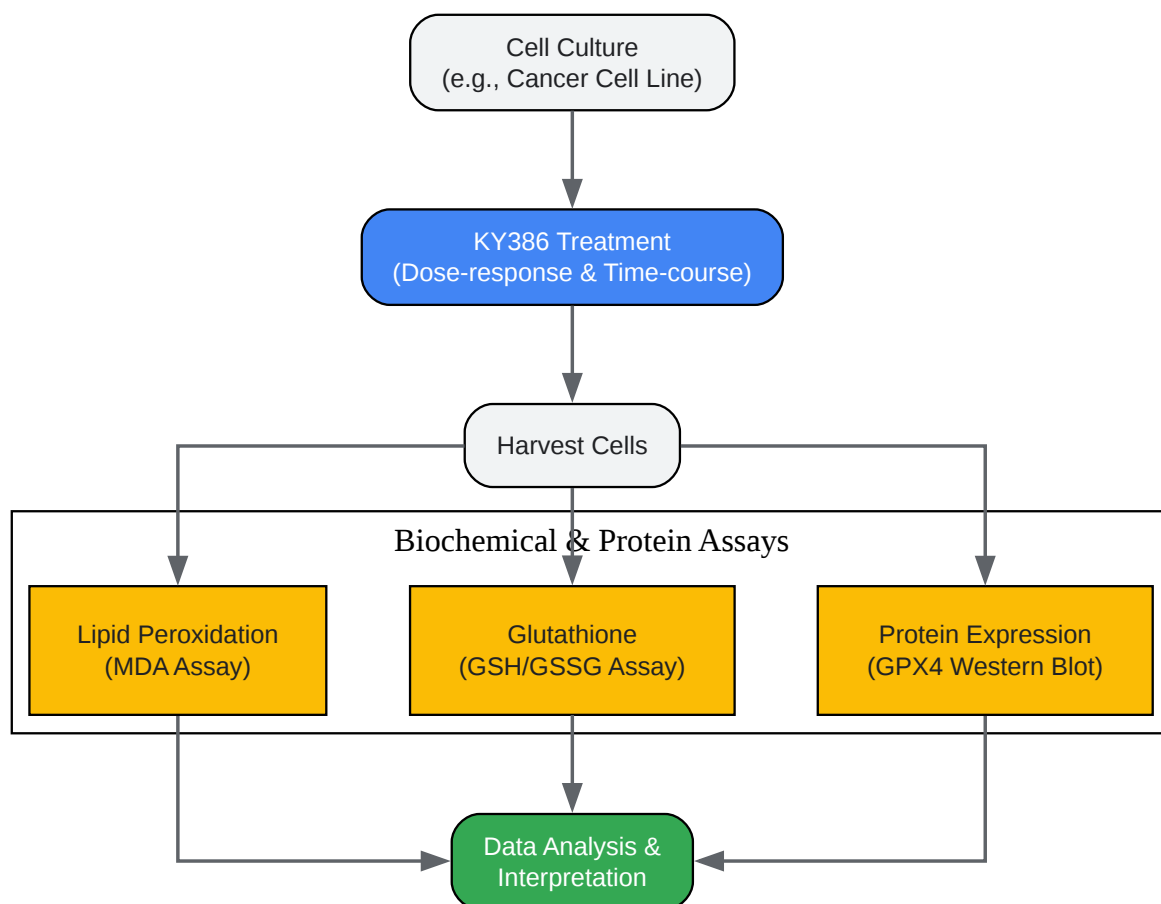 Cell Culture
(e.g., Cancer Cell Line)
KY386 Treatment
(Dose-response & Time-course)
Harvest Cells
Biochemical & Protein Assays
Lipid Peroxidation
(MDA Assay)
Glutathione
(GSH/GSSG Assay)
Protein Expression
(GPX4 Western Blot)
Data Analysis &
Interpretation